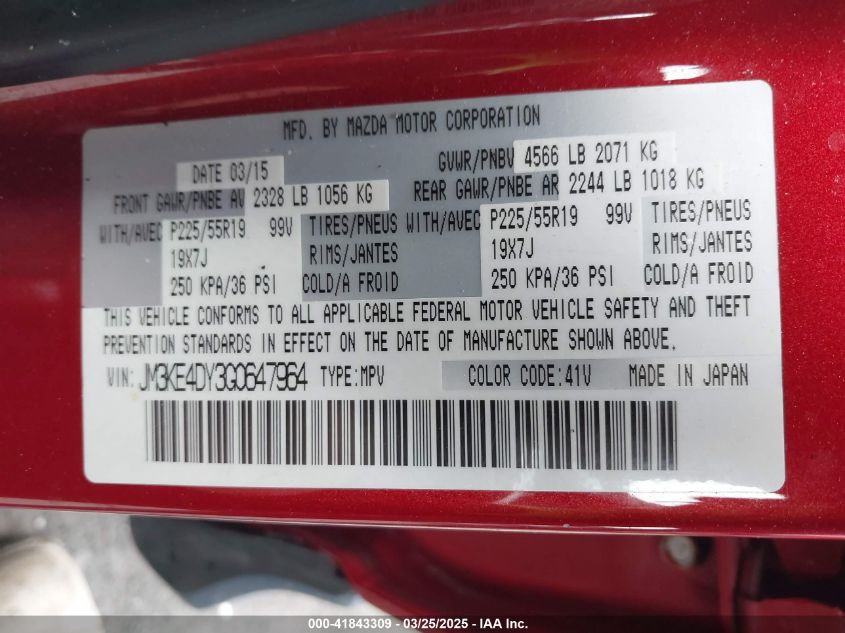 MFD. BY MAZDA MOTOR CORPORATION
DATE 03/15 GVWR/PNBV 4566 LB 2071 KG
FRONT GAWR/PNBE AV 2328 LB 1056 KG REAR GAWR/PNBE AR 2244 LB 1018 KG
WITH/AVEC P225/55R19 99V TIRES/PNEUS WITH/AVEC P225/55R19 99V TIRES/PNEUS
19X7J RIMS/JANTES 19X7J RIMS/JANTES
250 KPA/36 PSI COLD/A FROID 250 KPA/36 PSI COLD/A FROID
THIS VEHICLE CONFORMS TO ALL APPLICABLE FEDERAL MOTOR VEHICLE SAFETY AND THEFT
PREVENTION STANDARDS IN EFFECT ON THE DATE OF MANUFACTURE SHOWN ABOVE.
VIN: JM3KE4DY3G0647964 TYPE:MPV COLOR CODE:41V MADE IN JAPAN
000-41843309 - 03/25/2025 - IAA Holdings, LLC.